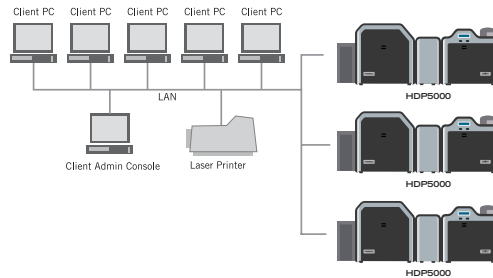 Client PC Client PC Client PC Client PC Client PC
LAN
Client Admin Console
Laser Printer
HDP5000
HDP5000
HDP5000